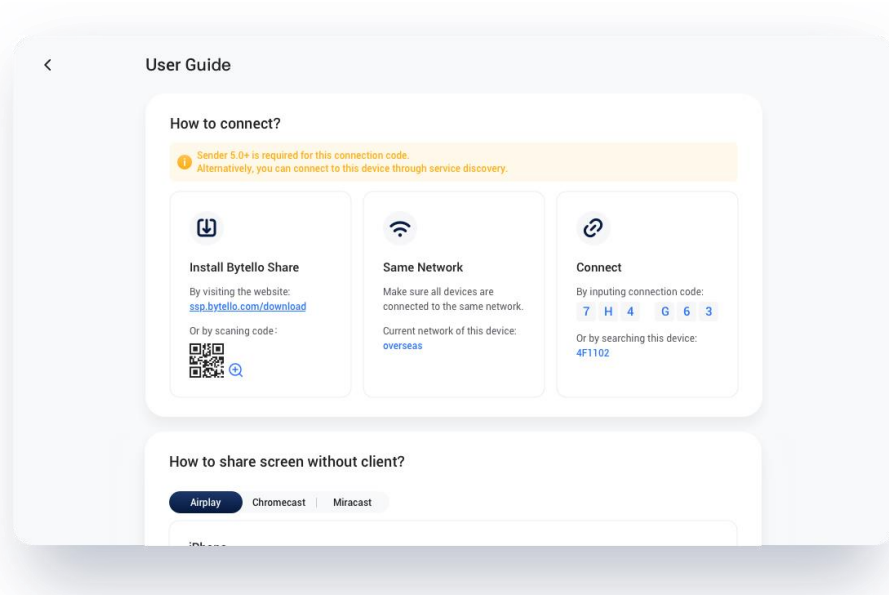 User Guide
How to connect?
Sender 5.0+ is required for this connection code.
Alternatively, you can connect to this device through service discovery.
Install Bytello Share
By visiting the website:
ssp.bytello.com/download
Or by scaning code:
Same Network
Make sure all devices are
connected to the same network.
Current network of this device:
overseas
Connect
By inputing connection code:
7 H 4 G 6 3
Or by searching this device:
4F1102
How to share screen without client?
Airplay Chromecast Miracast
iPhone